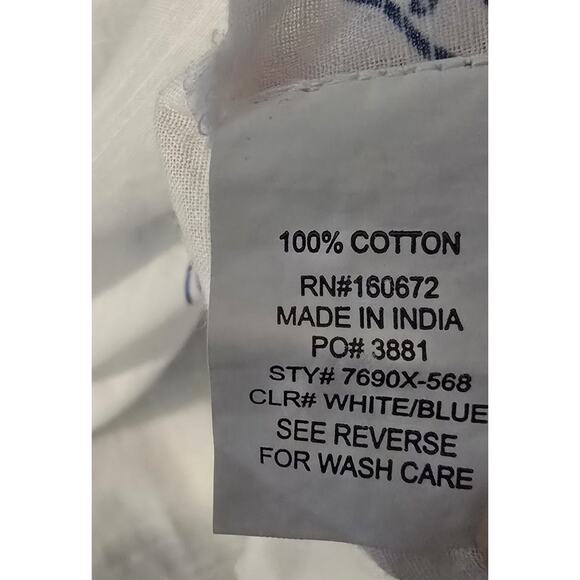 100% COTTON
RN#160672
MADE IN INDIA
PO# 3881
STY# 7690X-568
CLR# WHITE/BLUE
SEE REVERSE
FOR WASH CARE